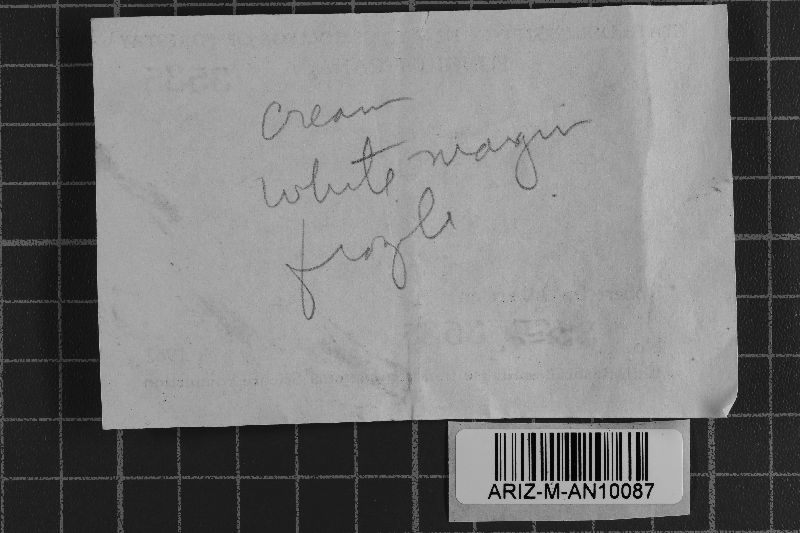 Cream
white margin
fragile
ARIZ-M-AN10087